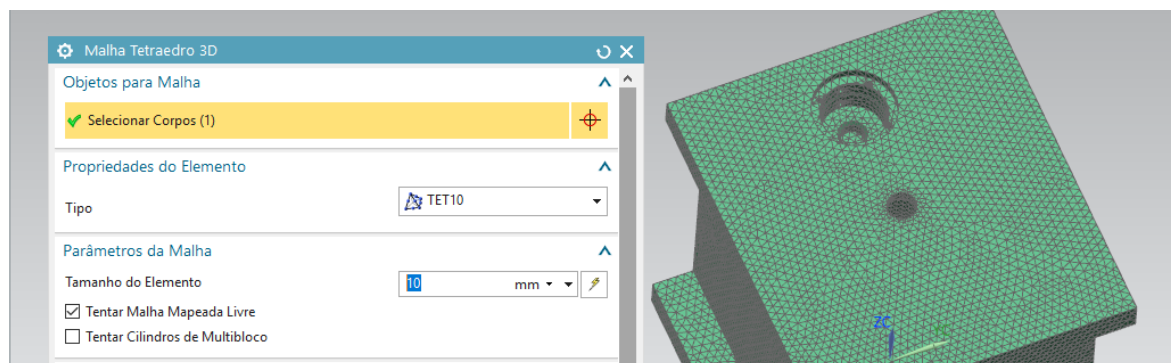 Malha Tetraedro 3D
Objetos para Malha
Selecionar Corpos (1)
Propriedades do Elemento
Tipo
TET10
Parâmetros da Malha
Tamanho do Elemento
10 mm
Tentar Malha Mapeada Livre
Tentar Cilindros de Multibloco
ZC